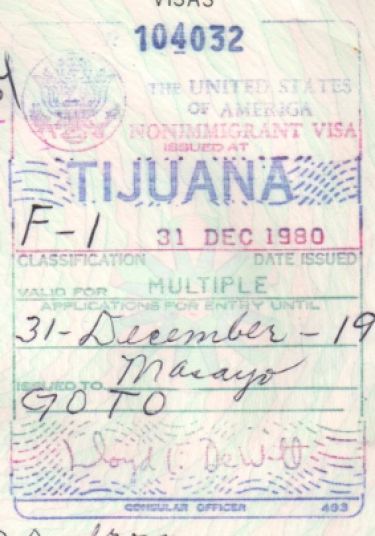 VISAS
104032
THE UNITED STATES
OF AMERICA
NONIMMIGRANT VISA
ISSUED AT
TIJUANA
F-1 31 DEC 1980
CLASSIFICATION DATE ISSUED
VALID FOR MULTIPLE
APPLICATIONS FOR ENTRY UNTIL
31-December-19
ISSUED TO Masayo
GOTO
Lloyd L. DeWitt
CONSULAR OFFICER 493